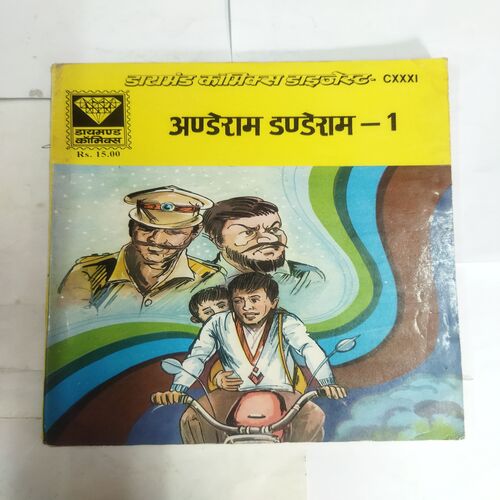 डायमंड कॉमिक्स डाइजेस्ट- CXXXI
अण्डेराम डण्डेराम – 1
डायमण्ड
कॉमिक्स
Rs. 15.00